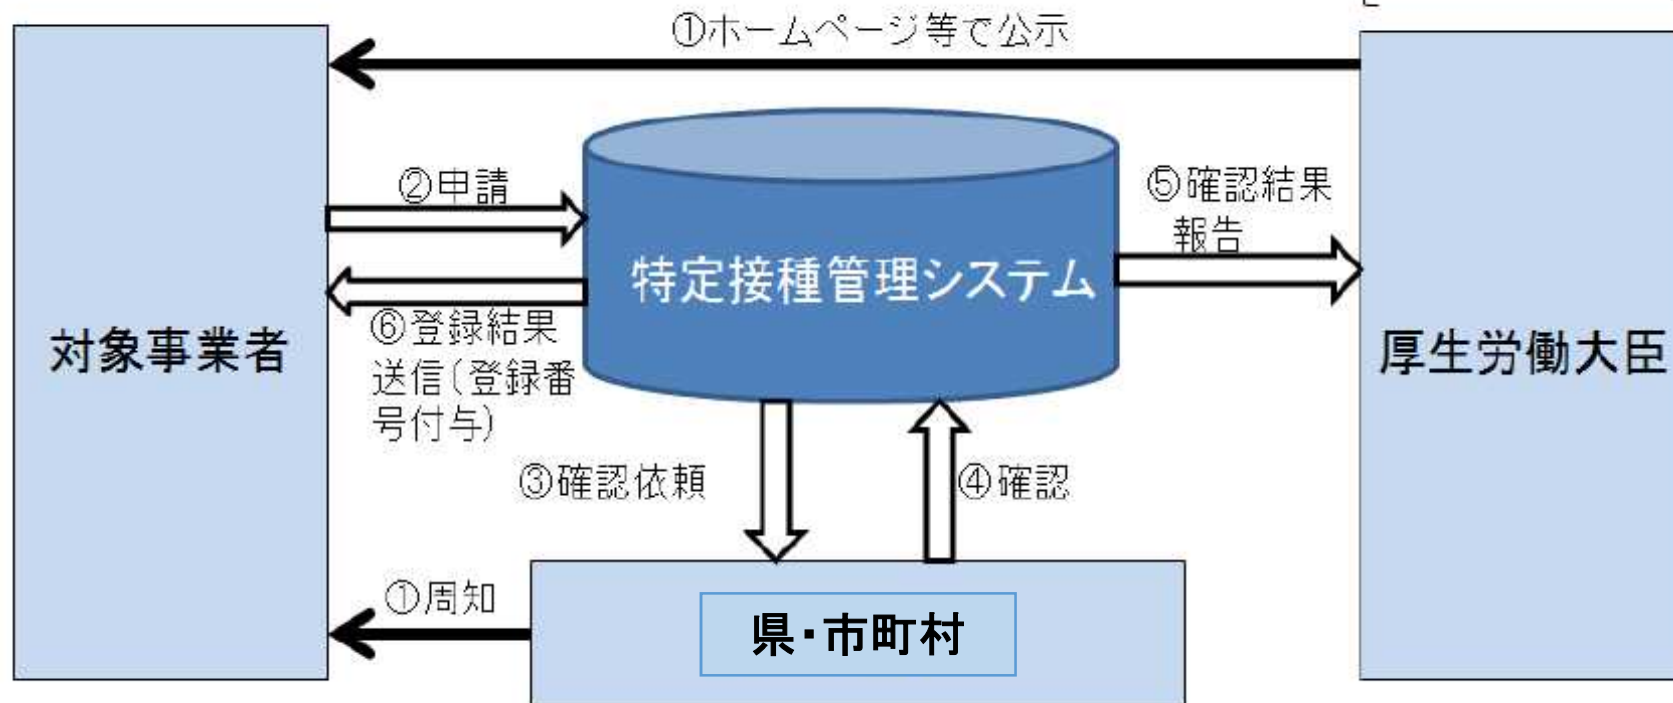 ①ホームページ等で公示
②申請
⑤確認結果
報告
特定接種管理システム
⑥登録結果
送信(登録番
号付与)
対象事業者
厚生労働大臣
③確認依頼
④確認
①周知
県・市町村